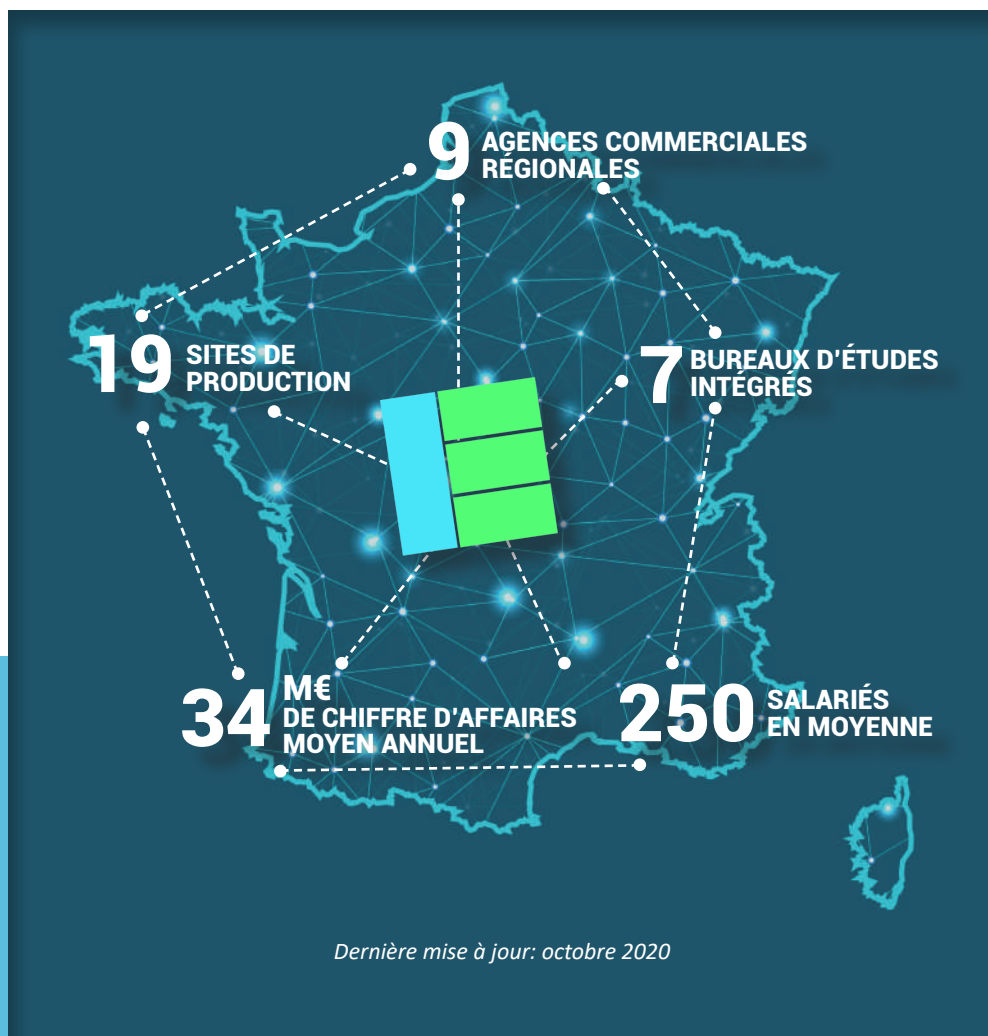 9 AGENCES COMMERCIALES
RÉGIONALES
19 SITES DE
PRODUCTION
7 BUREAUX D'ÉTUDES
INTÉGRÉS
34 M€
DE CHIFFRE D'AFFAIRES
MOYEN ANNUEL
250 SALARIÉS
EN MOYENNE
Dernière mise à jour: octobre 2020